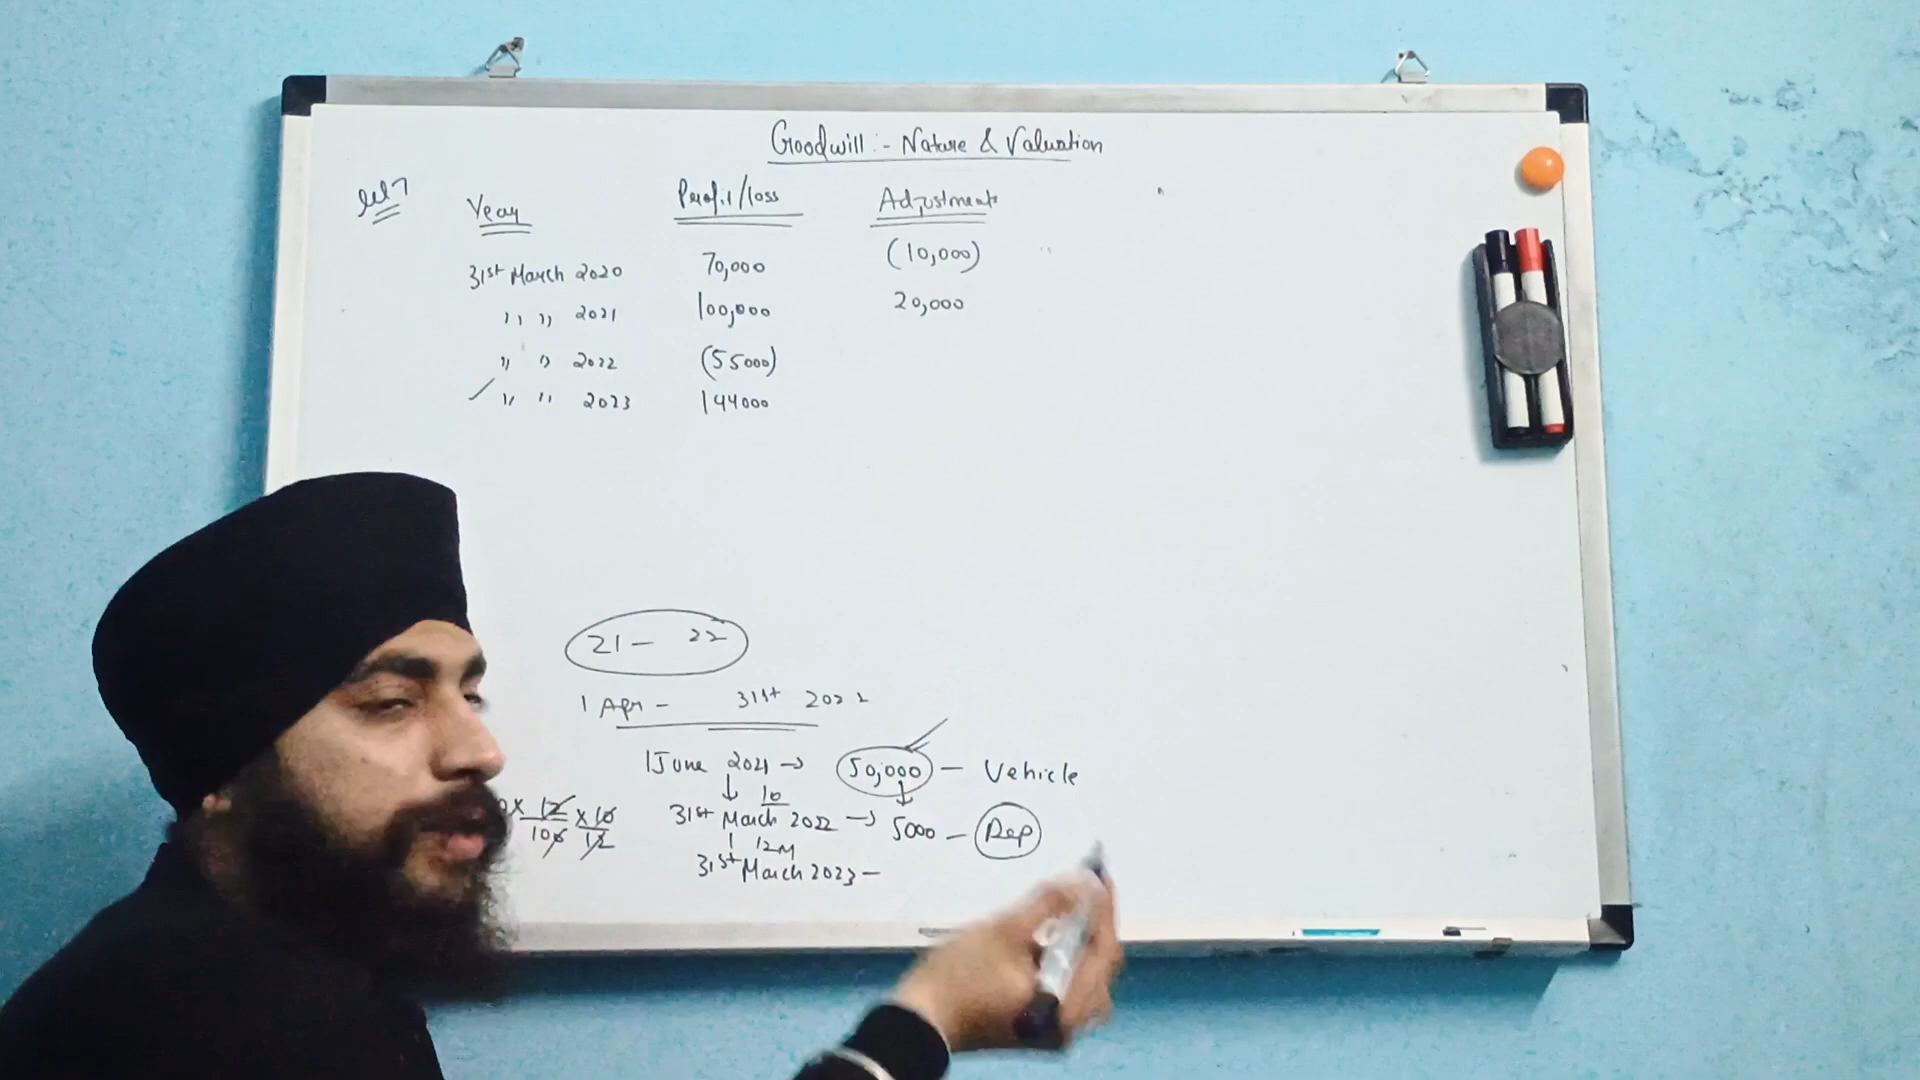 Goodwill :- Nature & Valuation
Year Profit/loss Adjustments
31st March 2020 70,000 (10,000)
,, ,, 2021 100,000 20,000
,, ,, 2022 (55000)
,, ,, 2023 144000
21 - 22
1 Apr - 31st 2022
1 June 2021 → 50,000 - Vehicle
10
31st March 2022 → 5000 - Dep
12M
31st March 2023 -
x 12/100 x 10/12